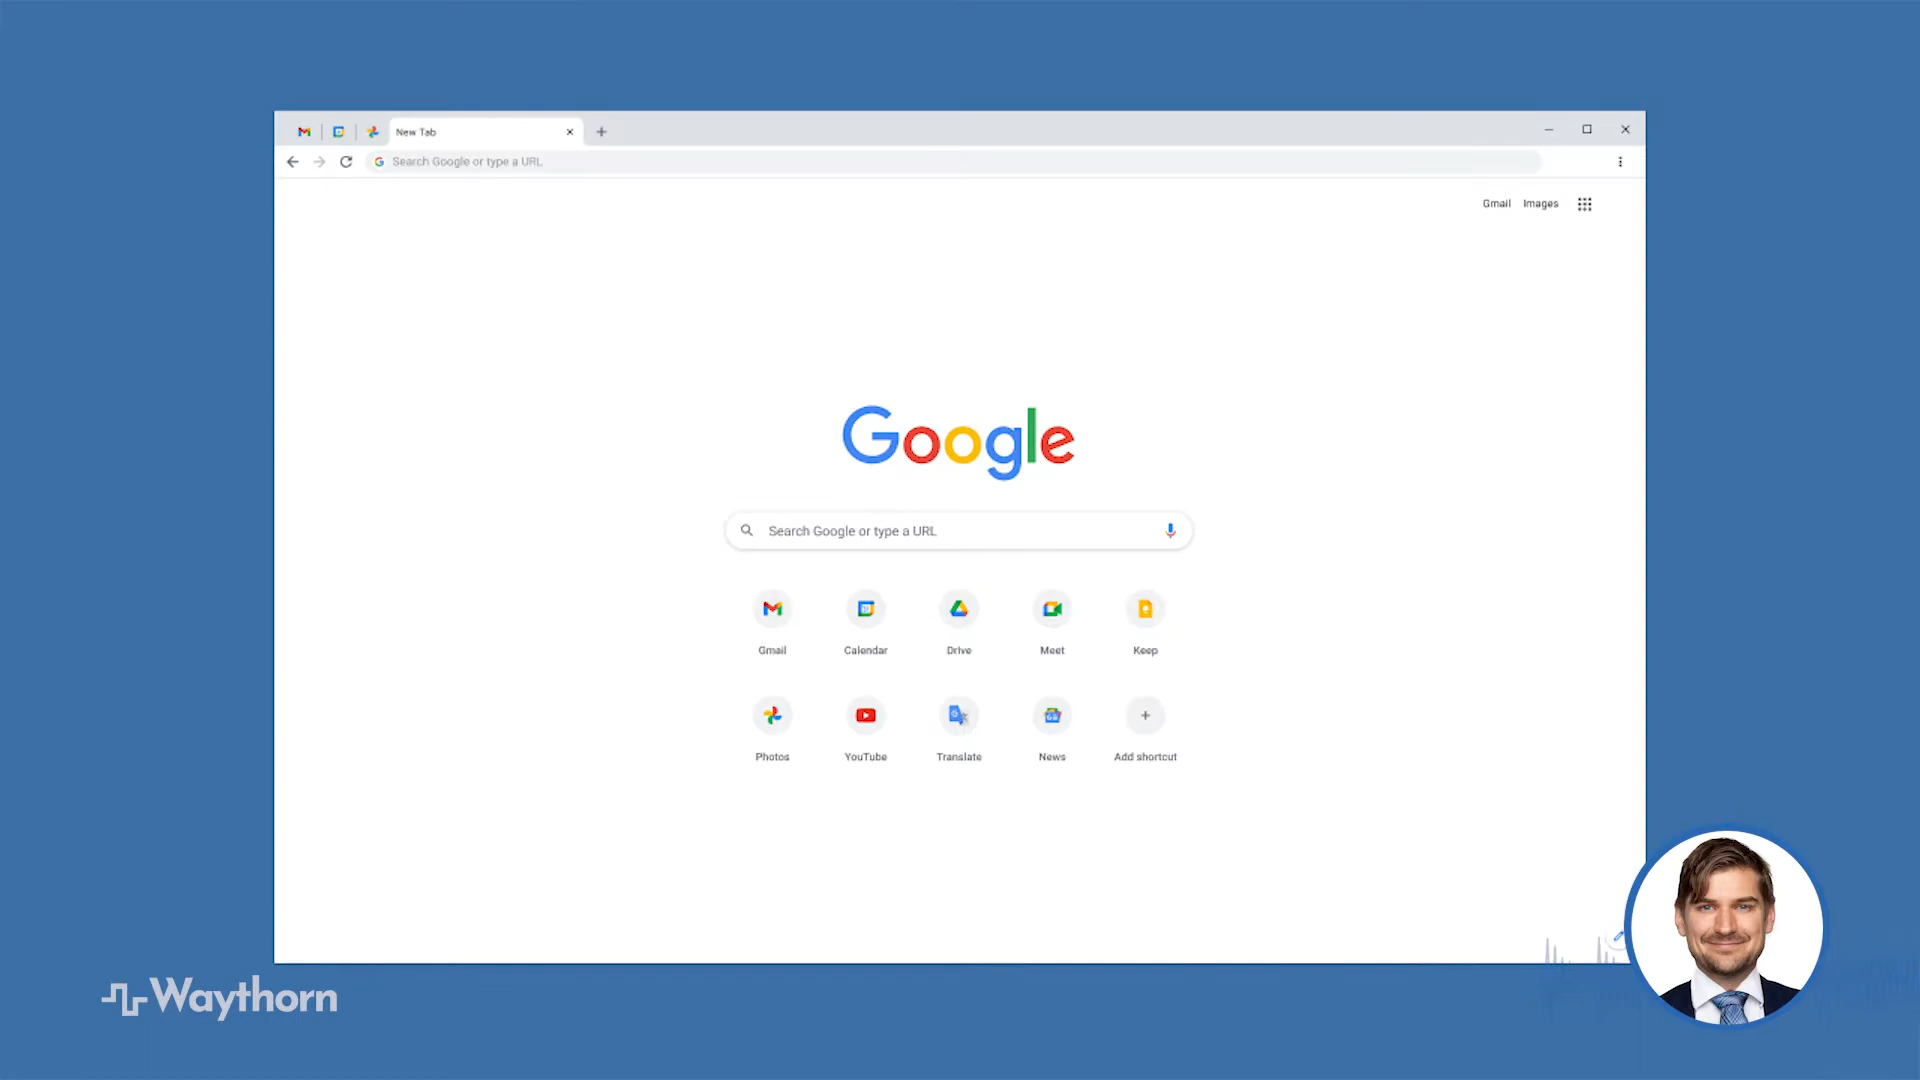 New Tab
Search Google or type a URL
Gmail Images
Google
Search Google or type a URL
Gmail Calendar Drive Meet Keep
Photos YouTube Translate News Add shortcut
Waythorn